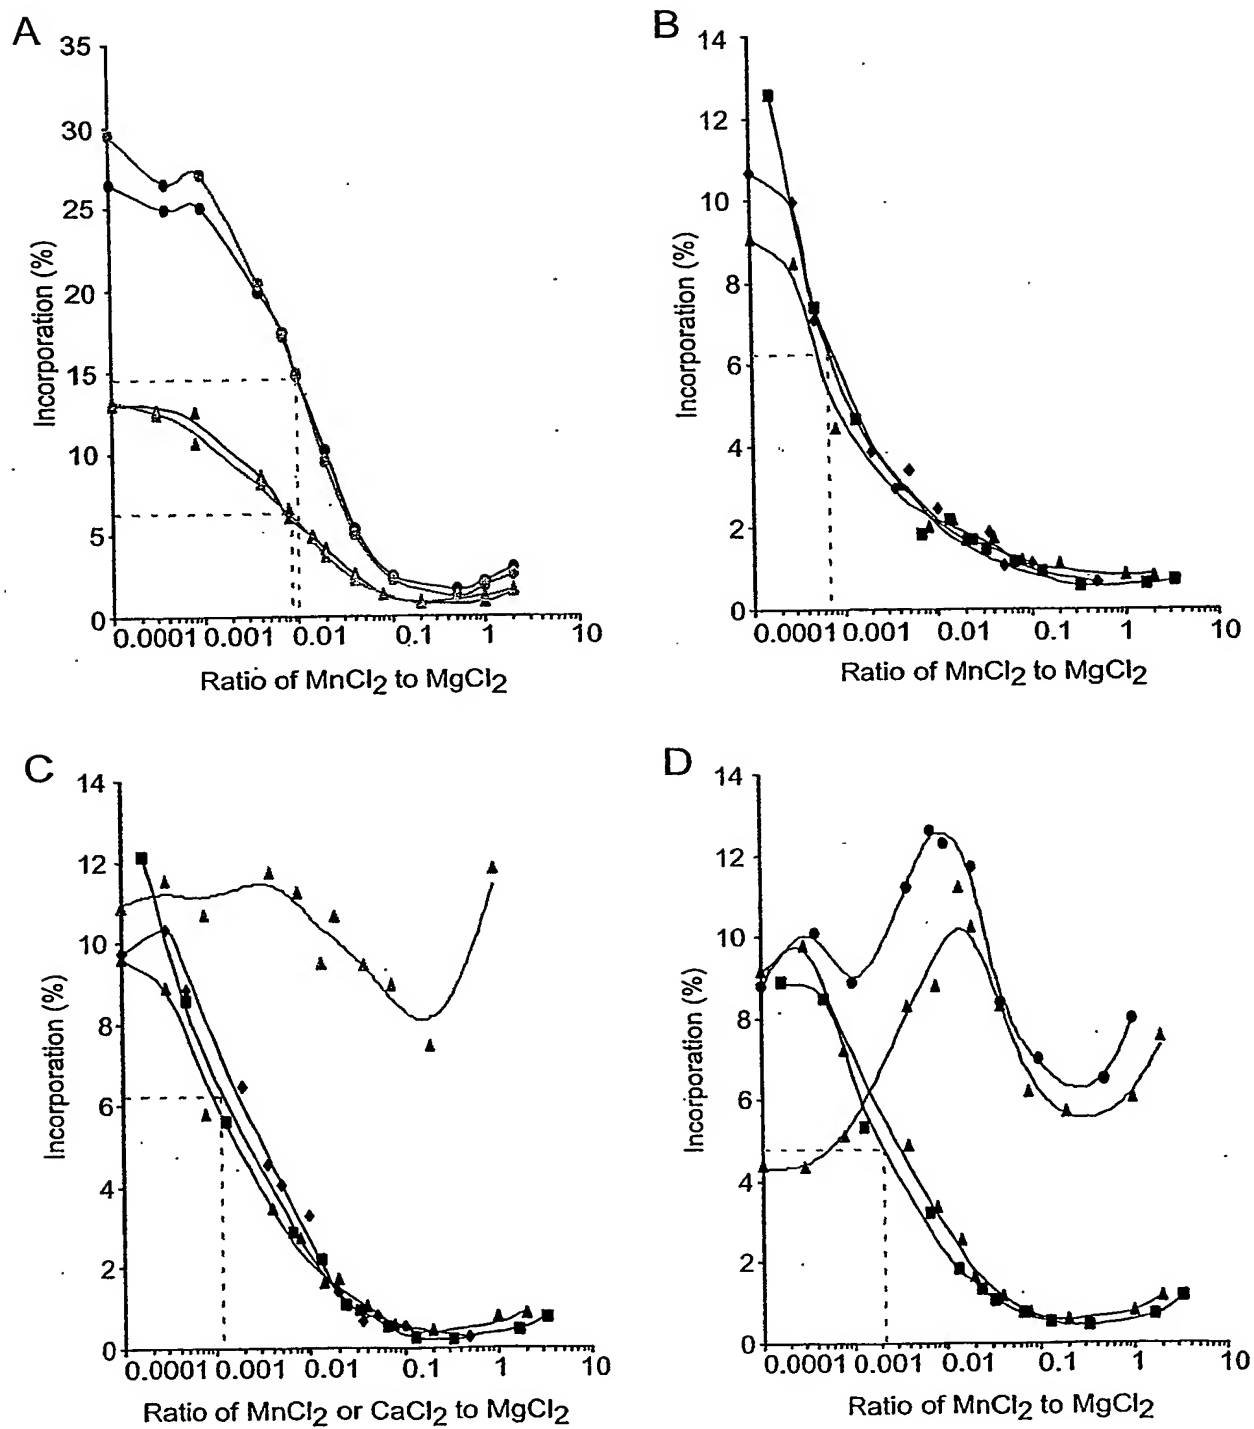 A
35
30
25
20
15
10
5
0
Incorporation (%)
0.0001 0.001 0.01 0.1 1 10
Ratio of MnCl2 to MgCl2
B
14
12
10
8
6
4
2
0
Incorporation (%)
0.0001 0.001 0.01 0.1 1 10
Ratio of MnCl2 to MgCl2
C
14
12
10
8
6
4
2
0
Incorporation (%)
0.0001 0.001 0.01 0.1 1 10
Ratio of MnCl2 or CaCl2 to MgCl2
D
14
12
10
8
6
4
2
0
Incorporation (%)
0.0001 0.001 0.01 0.1 1 10
Ratio of MnCl2 to MgCl2